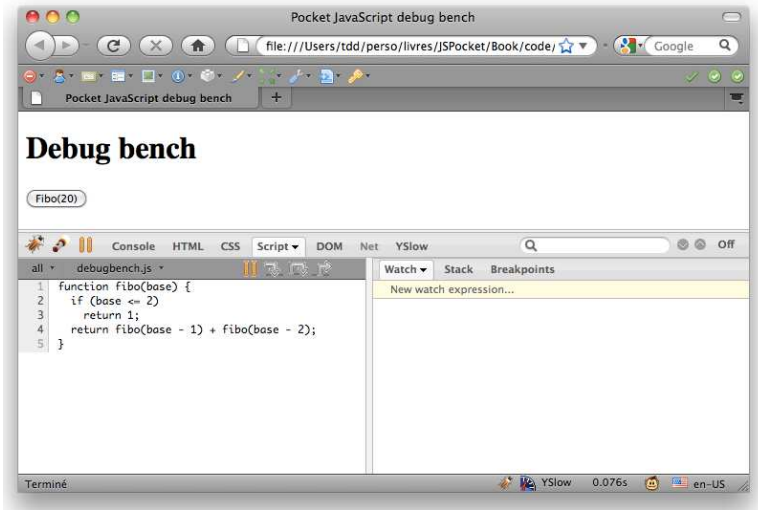 Pocket JavaScript debug bench
file:///Users/tdd/perso/livres/JSPocket/Book/code/
Google
Pocket JavaScript debug bench
+
Debug bench
Fibo(20)
Console HTML CSS Script DOM Net YSlow Off
all debugbench.js
Watch Stack Breakpoints
New watch expression...
1 function fibo(base) {
2 if (base <= 2)
3 return 1;
4 return fibo(base - 1) + fibo(base - 2);
5 }
Terminé YSlow 0.076s en-US